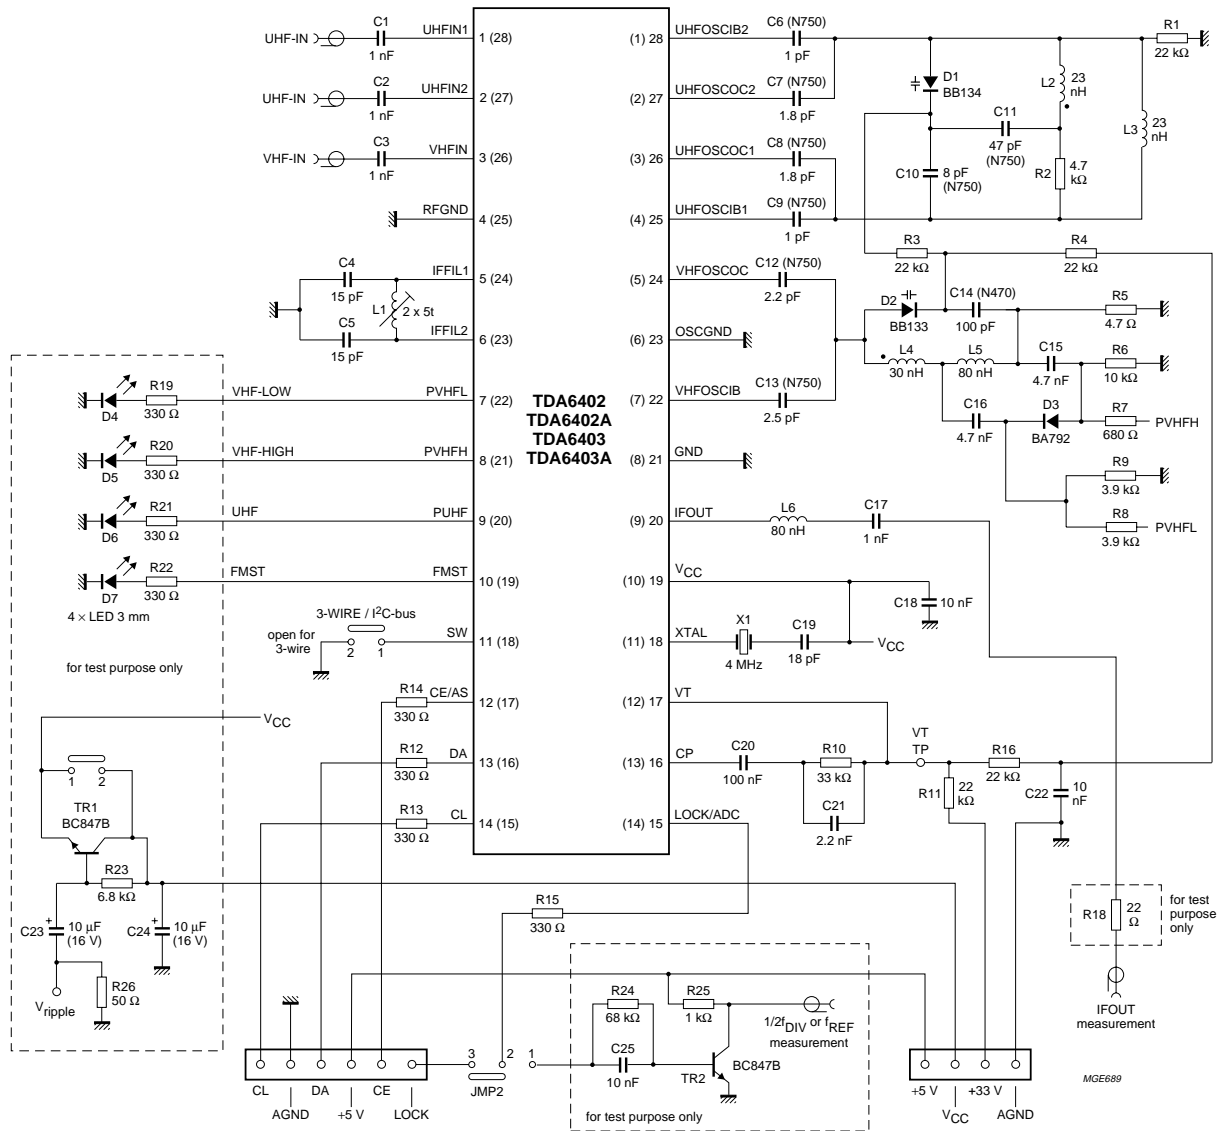 UHF-IN
C1
1 nF
UHFIN1
1 (28)
UHF-IN
C2
1 nF
UHFIN2
2 (27)
VHF-IN
C3
1 nF
VHFIN
3 (26)
RFGND
4 (25)
C4
15 pF
IFFIL1
5 (24)
L1
2 x 5t
C5
15 pF
IFFIL2
6 (23)
D4
R19
330 Ω
VHF-LOW
PVHFL
7 (22)
D5
R20
330 Ω
VHF-HIGH
PVHFH
8 (21)
D6
R21
330 Ω
UHF
PUHF
9 (20)
D7
R22
330 Ω
FMST
FMST
10 (19)
4 × LED 3 mm
3-WIRE / I²C-bus
open for
3-wire
2 1
SW
11 (18)
for test purpose only
R14
330 Ω
CE/AS
12 (17)
VCC
R12
330 Ω
DA
13 (16)
R13
330 Ω
CL
14 (15)
1 2
TR1
BC847B
R23
6.8 kΩ
C23
+
10 µF
(16 V)
C24
+
10 µF
(16 V)
R26
50 Ω
Vripple
TDA6402
TDA6402A
TDA6403
TDA6403A
(1) 28
UHFOSCIB2
C6 (N750)
1 pF
(2) 27
UHFOSCOC2
C7 (N750)
1.8 pF
(3) 26
UHFOSCOC1
C8 (N750)
1.8 pF
(4) 25
UHFOSCIB1
C9 (N750)
1 pF
R1
22 kΩ
D1
BB134
L2
23
nH
L3
23
nH
C11
47 pF
(N750)
C10
8 pF
(N750)
R2
4.7
kΩ
R3
22 kΩ
R4
22 kΩ
(5) 24
VHFOSCOC
C12 (N750)
2.2 pF
D2
BB133
C14 (N470)
100 pF
R5
4.7 Ω
(6) 23
OSCGND
L4
30 nH
L5
80 nH
C15
4.7 nF
R6
10 kΩ
(7) 22
VHFOSCIB
C13 (N750)
2.5 pF
C16
4.7 nF
D3
BA792
R7
680 Ω
PVHFH
(8) 21
GND
R9
3.9 kΩ
R8
3.9 kΩ
PVHFL
(9) 20
IFOUT
L6
80 nH
C17
1 nF
(10) 19
VCC
C18
10 nF
(11) 18
XTAL
X1
4 MHz
C19
18 pF
VCC
(12) 17
VT
(13) 16
CP
C20
100 nF
R10
33 kΩ
C21
2.2 nF
VT
TP
R16
22 kΩ
R11
22
kΩ
C22
10
nF
(14) 15
LOCK/ADC
R15
330 Ω
R18
22
Ω
for test
purpose
only
IFOUT
measurement
R24
68 kΩ
R25
1 kΩ
1/2fDIV or fREF
measurement
C25
10 nF
TR2
BC847B
for test purpose only
3 2 1
JMP2
CL
AGND
DA
+5 V
CE
LOCK
+5 V
VCC
+33 V
AGND
MGE689